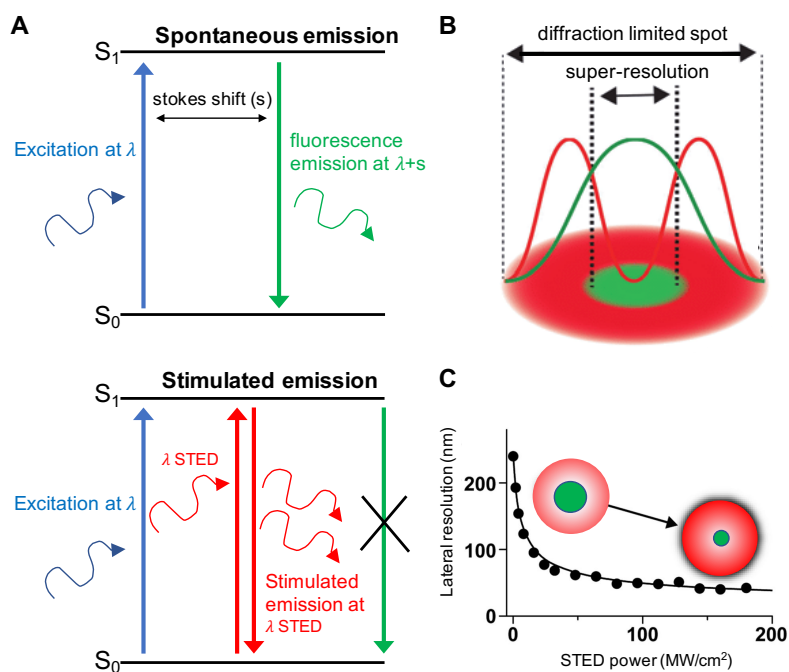 A
Spontaneous emission
S1
stokes shift (s)
Excitation at λ
fluorescence
emission at λ+s
S0
Stimulated emission
S1
λ STED
Excitation at λ
Stimulated
emission at
λ STED
S0
B
diffraction limited spot
super-resolution
C
Lateral resolution (nm)
200
100
0
0
100
200
STED power (MW/cm²)